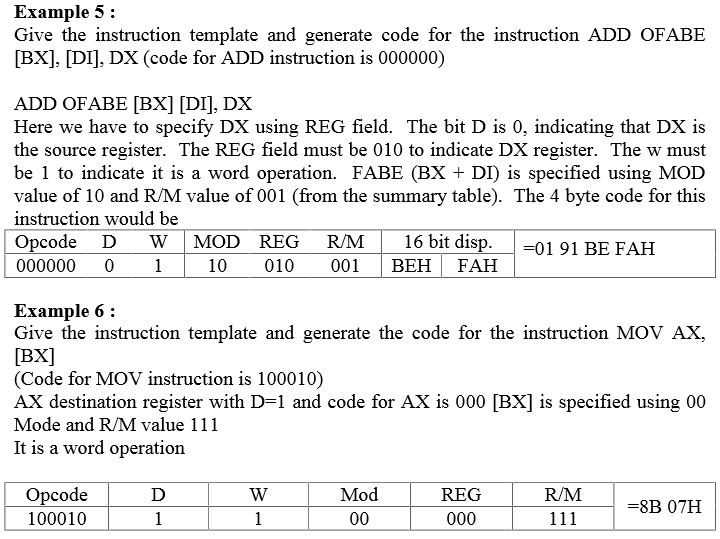 Example 5 :
Give the instruction template and generate code for the instruction ADD OFABE
[BX], [DI], DX (code for ADD instruction is 000000)
ADD OFABE [BX] [DI], DX
Here we have to specify DX using REG field. The bit D is 0, indicating that DX is
the source register. The REG field must be 010 to indicate DX register. The w must
be 1 to indicate it is a word operation. FABE (BX + DI) is specified using MOD
value of 10 and R/M value of 001 (from the summary table). The 4 byte code for this
instruction would be
Opcode D W MOD REG R/M 16 bit disp. =01 91 BE FAH
000000 0 1 10 010 001 BEH FAH
Example 6 :
Give the instruction template and generate the code for the instruction MOV AX,
[BX]
(Code for MOV instruction is 100010)
AX destination register with D=1 and code for AX is 000 [BX] is specified using 00
Mode and R/M value 111
It is a word operation
Opcode D W Mod REG R/M =8B 07H
100010 1 1 00 000 111